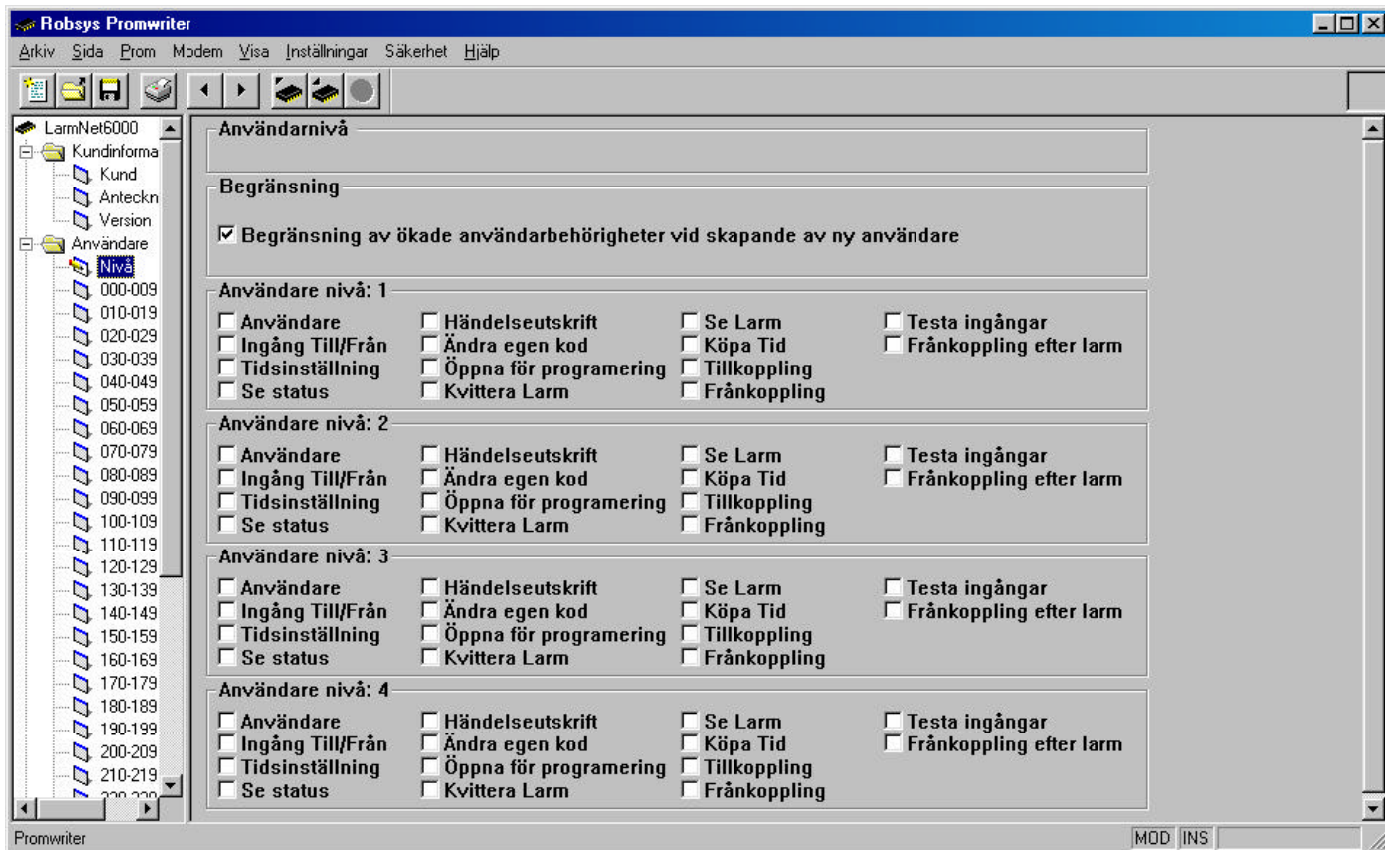 Robsys Promwriter
Arkiv Sida Prom Modem Visa Inställningar Säkerhet Hjälp
LarmNet6000
Kundinforma
Kund
Anteckn
Version
Användare
Nivå
000-009
010-019
020-029
030-039
040-049
050-059
060-069
070-079
080-089
090-099
100-109
110-119
120-129
130-139
140-149
150-159
160-169
170-179
180-189
190-199
200-209
210-219
Användarnivå
Begränsning
Begränsning av ökade användarbehörigheter vid skapande av ny användare
Användare nivå: 1
Användare Händelseutskrift Se Larm Testa ingångar
Ingång Till/Från Ändra egen kod Köpa Tid Frånkoppling efter larm
Tidsinställning Öppna för programering Tillkoppling
Se status Kvittera Larm Frånkoppling
Användare nivå: 2
Användare Händelseutskrift Se Larm Testa ingångar
Ingång Till/Från Ändra egen kod Köpa Tid Frånkoppling efter larm
Tidsinställning Öppna för programering Tillkoppling
Se status Kvittera Larm Frånkoppling
Användare nivå: 3
Användare Händelseutskrift Se Larm Testa ingångar
Ingång Till/Från Ändra egen kod Köpa Tid Frånkoppling efter larm
Tidsinställning Öppna för programering Tillkoppling
Se status Kvittera Larm Frånkoppling
Användare nivå: 4
Användare Händelseutskrift Se Larm Testa ingångar
Ingång Till/Från Ändra egen kod Köpa Tid Frånkoppling efter larm
Tidsinställning Öppna för programering Tillkoppling
Se status Kvittera Larm Frånkoppling
Promwriter MOD INS